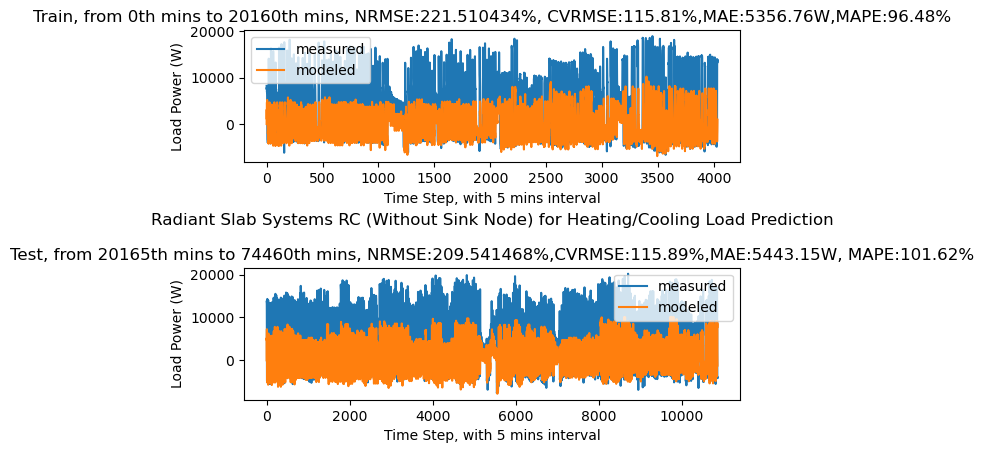 Train, from 0th mins to 20160th mins, NRMSE:221.510434%, CVRMSE:115.81%,MAE:5356.76W,MAPE:96.48%
20000
10000
0
Load Power (W)
measured
modeled
0 500 1000 1500 2000 2500 3000 3500 4000
Time Step, with 5 mins interval
Radiant Slab Systems RC (Without Sink Node) for Heating/Cooling Load Prediction
Test, from 20165th mins to 74460th mins, NRMSE:209.541468%,CVRMSE:115.89%,MAE:5443.15W, MAPE:101.62%
20000
10000
0
Load Power (W)
measured
modeled
0 2000 4000 6000 8000 10000
Time Step, with 5 mins interval